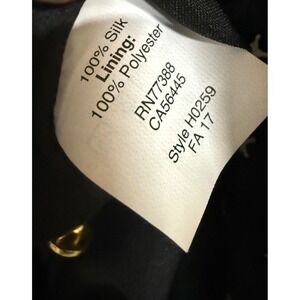 100% Silk
Lining:
100% Polyester
RN77388
CA56445
Style H0259
FA 17